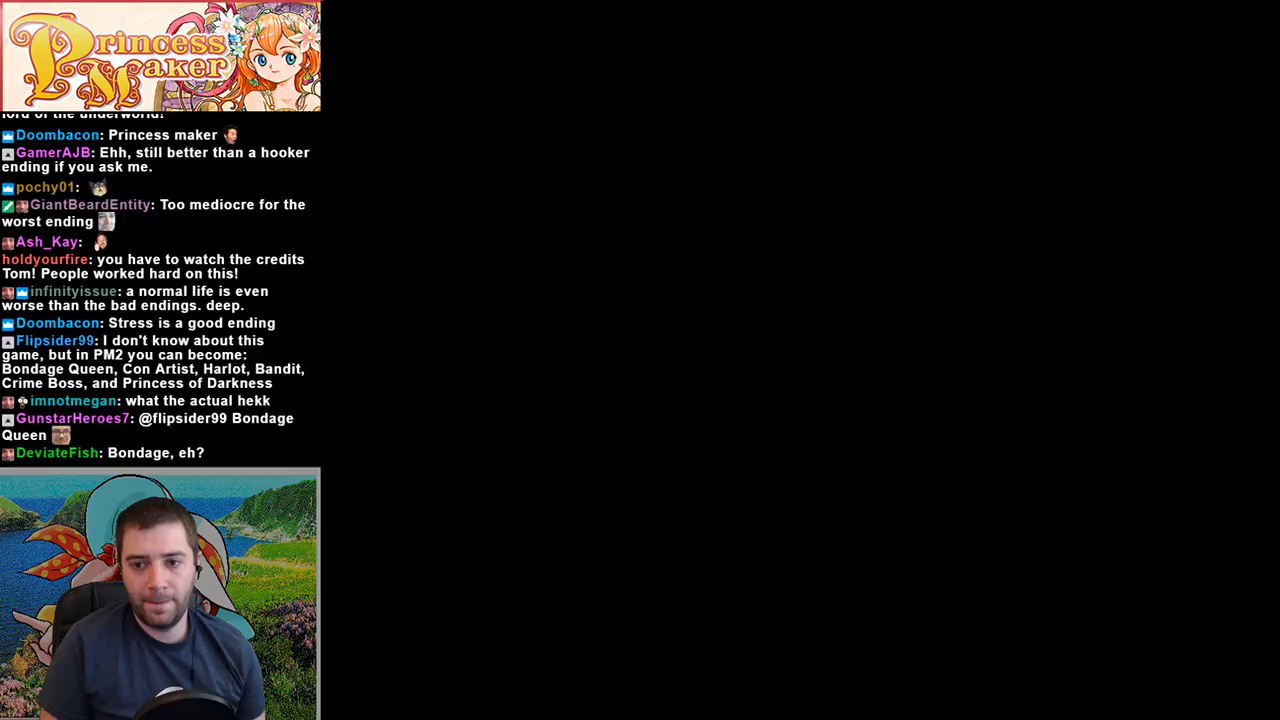 Princess
Maker
lord of the underworld!
Doombacon: Princess maker
GamerAJB: Ehh, still better than a hooker
ending if you ask me.
pochy01:
GiantBeardEntity: Too mediocre for the
worst ending
Ash_Kay:
holdyourfire: you have to watch the credits
Tom! People worked hard on this!
infinityissue: a normal life is even
worse than the bad endings. deep.
Doombacon: Stress is a good ending
Flipsider99: I don't know about this
game, but in PM2 you can become:
Bondage Queen, Con Artist, Harlot, Bandit,
Crime Boss, and Princess of Darkness
imnotmegan: what the actual hekk
GunstarHeroes7: @flipsider99 Bondage
Queen
DeviateFish: Bondage, eh?